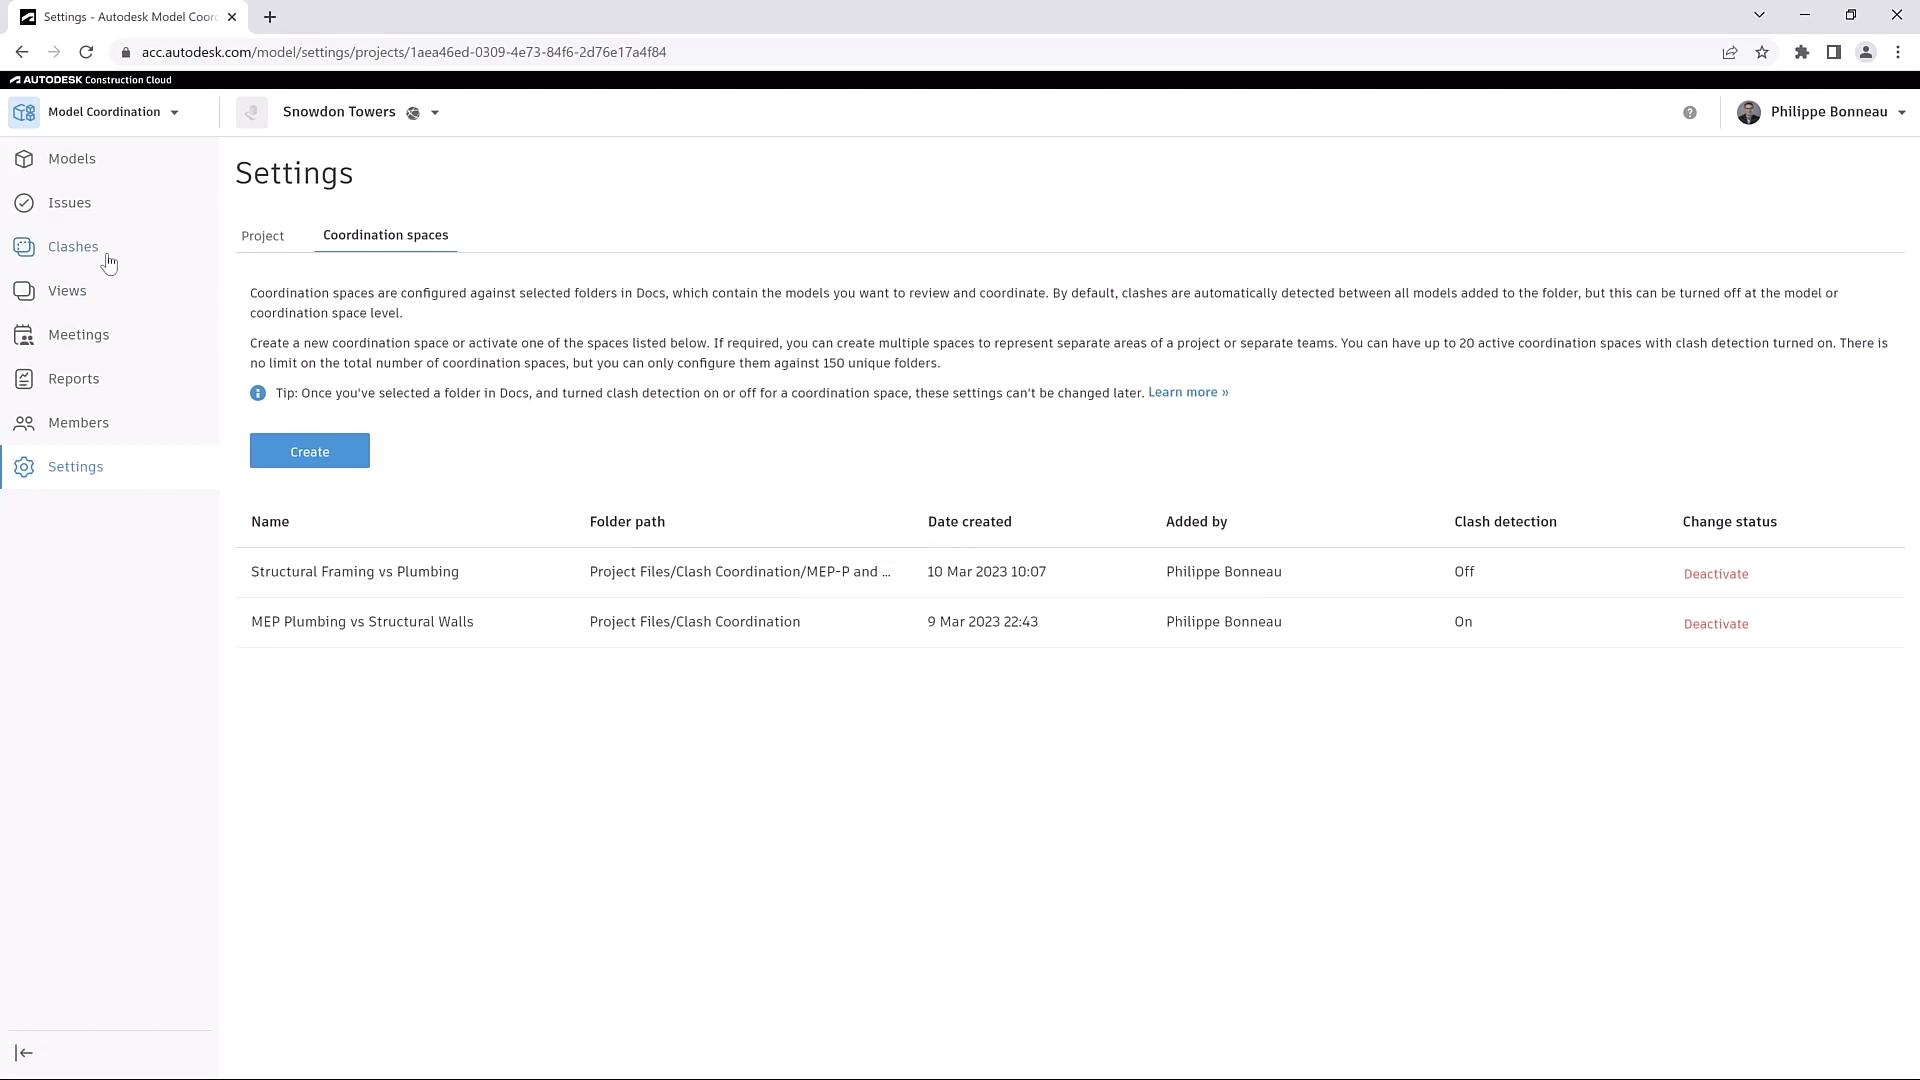 Settings - Autodesk Model Coor
acc.autodesk.com/model/settings/projects/1aea46ed-0309-4e73-84f6-2d76e17a4f84
AUTODESK Construction Cloud
Model Coordination
Snowdon Towers
Philippe Bonneau
Models
Issues
Clashes
Views
Meetings
Reports
Members
Settings
Settings
Project
Coordination spaces
Coordination spaces are configured against selected folders in Docs, which contain the models you want to review and coordinate. By default, clashes are automatically detected between all models added to the folder, but this can be turned off at the model or
coordination space level.
Create a new coordination space or activate one of the spaces listed below. If required, you can create multiple spaces to represent separate areas of a project or separate teams. You can have up to 20 active coordination spaces with clash detection turned on. There is
no limit on the total number of coordination spaces, but you can only configure them against 150 unique folders.
Tip: Once you've selected a folder in Docs, and turned clash detection on or off for a coordination space, these settings can't be changed later. Learn more »
Create
Name Folder path Date created Added by Clash detection Change status
Structural Framing vs Plumbing Project Files/Clash Coordination/MEP-P and ... 10 Mar 2023 10:07 Philippe Bonneau Off Deactivate
MEP Plumbing vs Structural Walls Project Files/Clash Coordination 9 Mar 2023 22:43 Philippe Bonneau On Deactivate